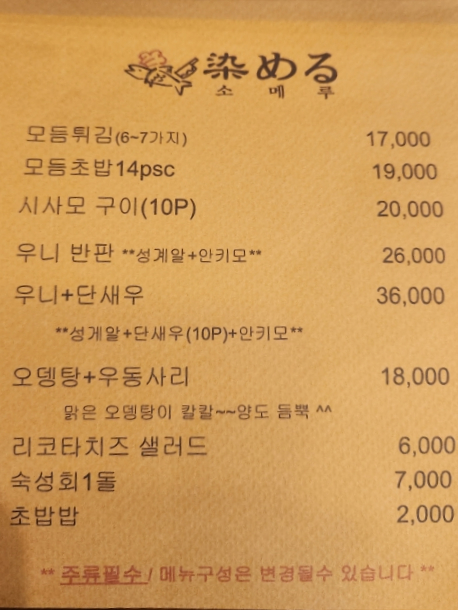 染める
소 메 루
모듬튀김(6~7가지) 17,000
모듬초밥14psc 19,000
시사모 구이(10P) 20,000
우니 반판 **성게알+안키모** 26,000
우니+단새우 36,000
**성게알+단새우(10P)+안키모**
오뎅탕+우동사리 18,000
맑은 오뎅탕이 칼칼~~양도 듬뿍 ^^
리코타치즈 샐러드 6,000
숙성회1돌 7,000
초밥밥 2,000
** 주류필수 / 메뉴구성은 변경될수 있습니다 **